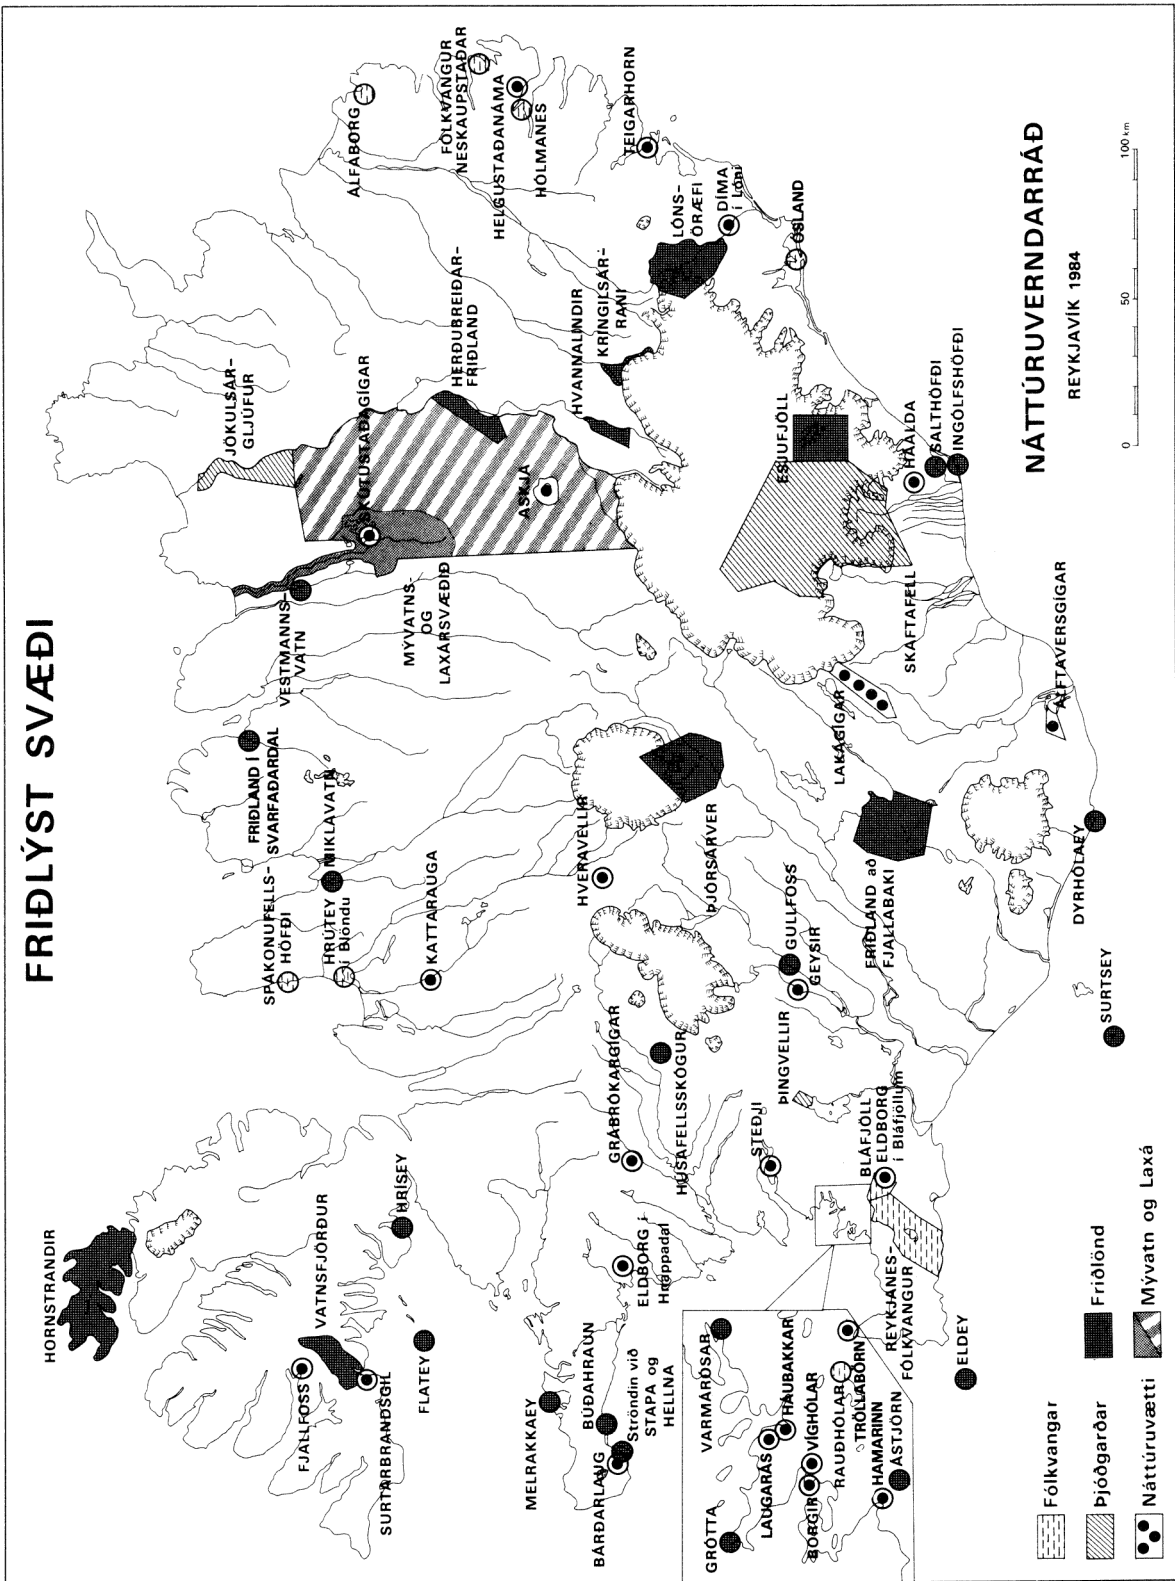 FRIÐLÝST SVÆÐI
HORNSTRANDIR
VATNSFJÖRÐUR
FJALLFOSS
SURTARBRANDSGIL
HRÍSEY
FLATEY
MELRAKKAEY
BÚÐAHRAUN
Ströndin við
STAPA og
HELLNA
BÁRÐARLAUG
ELDBORG í
Hnappadal
GRÁBRÓKARGÍGAR
HÚSAFELLSSKÓGUR
STEÐJI
ÞINGVELLIR
BLÁFJÖLL
ELDBORG
í Bláfjöllum
REYKJANES-
FÓLKVANGUR
ELDEY
SURTSEY
SPÁKONUFELLS-
HÖFÐI
HRÚTEY
í Blöndu
KATTARAUGA
MIKLAVATN
FRIÐLAND Í
SVARFAÐARDAL
HVERAVELLIR
ÞJÓRSÁRVER
GULLFOSS
GEYSIR
FRIÐLAND að
FJALLABAKI
DYRHÓLAEY
VESTMANNS-
VATN
MÝVATNS-
OG
LAXÁRSVÆÐIÐ
SKÚTUSTAÐAGÍGAR
JÖKULSÁR-
GLJÚFUR
HERÐUBREIÐAR-
FRIÐLAND
ASKJA
HVANNALINDIR
KRINGILSÁR-
RANI
ESJUFJÖLL
SKAFTAFELL
LAKAGÍGAR
ÁLFTAVERSGÍGAR
HÁALDA
SALTHÖFÐI
INGÓLFSHÖFÐI
ÁLFABORG
FÓLKVANGUR
NESKAUPSTAÐAR
HELGUSTAÐANÁMA
HÓLMANES
TEIGARHORN
LÓNS-
ÖRÆFI
DÍMA
í Lóni
ÓSLAND
GRÓTTA
VARMÁRÓSAR
LAUGARÁS
HÁUBAKKAR
BORGIR
VÍGHÓLAR
RAUÐHÓLAR
TRÖLLABÖRN
HAMARINN
ÁSTJÖRN
NÁTTÚRUVERNDARRÁÐ
REYKJAVÍK 1984
0 50 100 km
Fólkvangar
Þjóðgarðar
Náttúruvætti
Friðlönd
Mývatn og Laxá